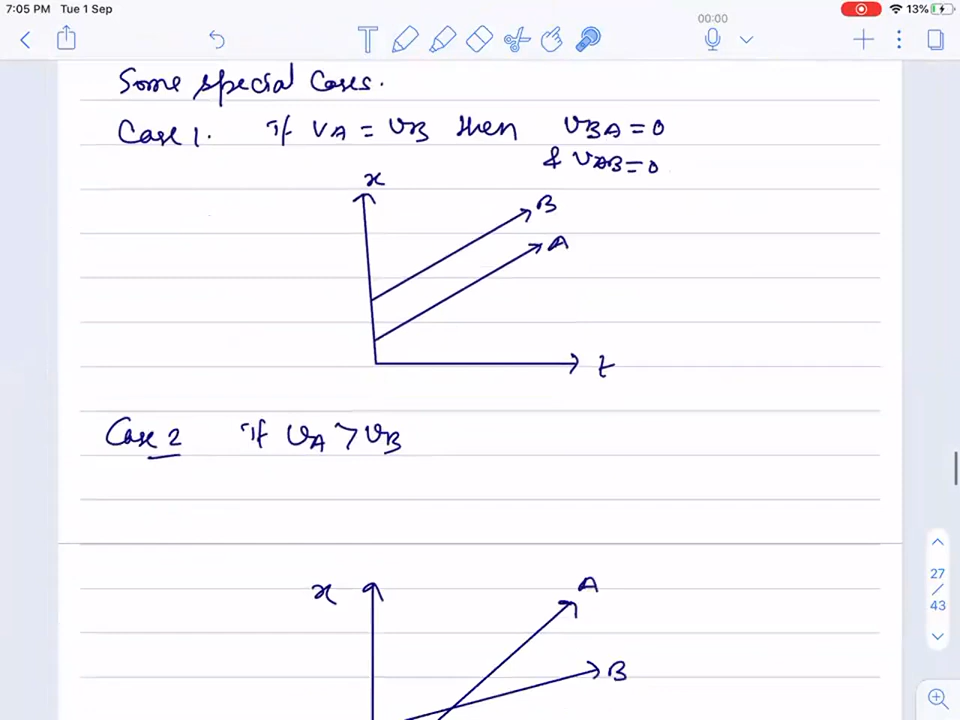 7:05 PM Tue 1 Sep
13%
00:00
Some special Cases.
Case 1. If VA = VB then VBA = 0
& VAB = 0
x
B
A
t
Case 2 If VA > VB
27
/
43
x
A
B